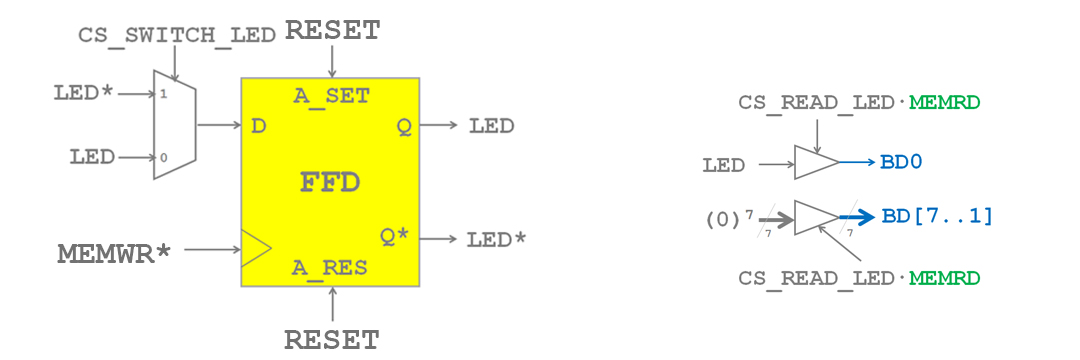 CS_SWITCH_LED
RESET
LED*
1
A_SET
D
Q
LED
LED
0
FFD
MEMWR*
Q*
LED*
A_RES
RESET
CS_READ_LED·MEMRD
LED
BD0
(0)7
7
7
BD[7..1]
CS_READ_LED·MEMRD